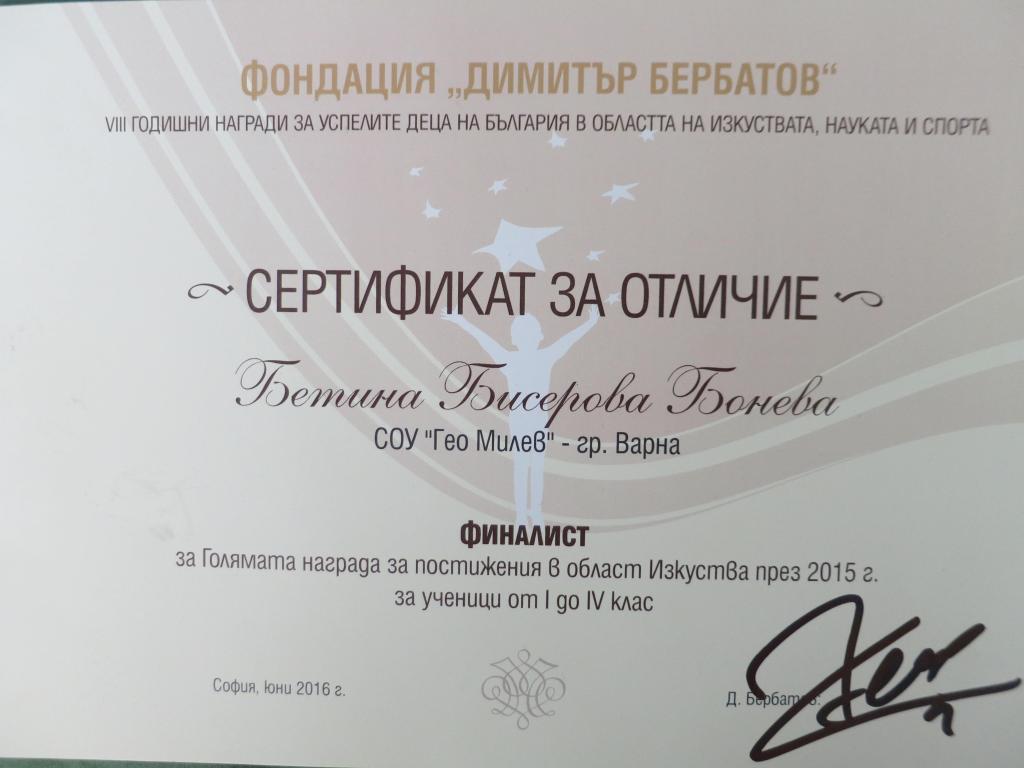 ФОНДАЦИЯ „ДИМИТЪР БЕРБАТОВ“
VIII ГОДИШНИ НАГРАДИ ЗА УСПЕЛИТЕ ДЕЦА НА БЪЛГАРИЯ В ОБЛАСТТА НА ИЗКУСТВАТА, НАУКАТА И СПОРТА
СЕРТИФИКАТ ЗА ОТЛИЧИЕ
Бетина Бисерова Бонева
СОУ "Гео Милев" - гр. Варна
ФИНАЛИСТ
за Голямата награда за постижения в област Изкуства през 2015 г.
за ученици от I до IV клас
София, юни 2016 г.
Д. Бербатов: